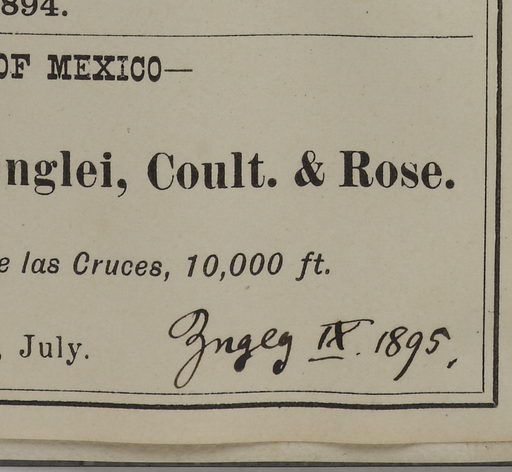 894.
OF MEXICO—
nglei, Coult. & Rose.
e las Cruces, 10,000 ft.
, July.
IX. 1895.